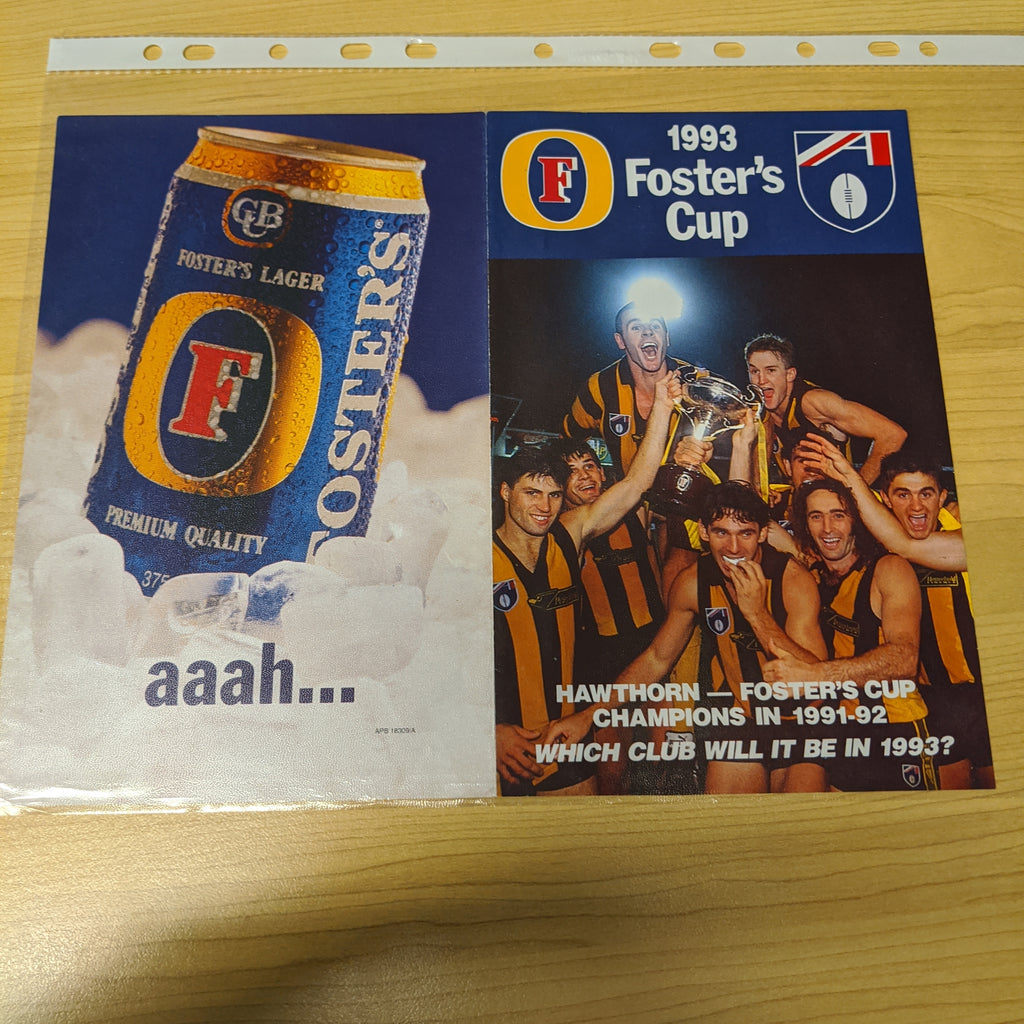 CUB
FOSTER'S LAGER
F
FOSTER'S
PREMIUM QUALITY
375
aaah...
APB 18309/A
F
1993
Foster's
Cup
HAWTHORN — FOSTER'S CUP
CHAMPIONS IN 1991-92
WHICH CLUB WILL IT BE IN 1993?